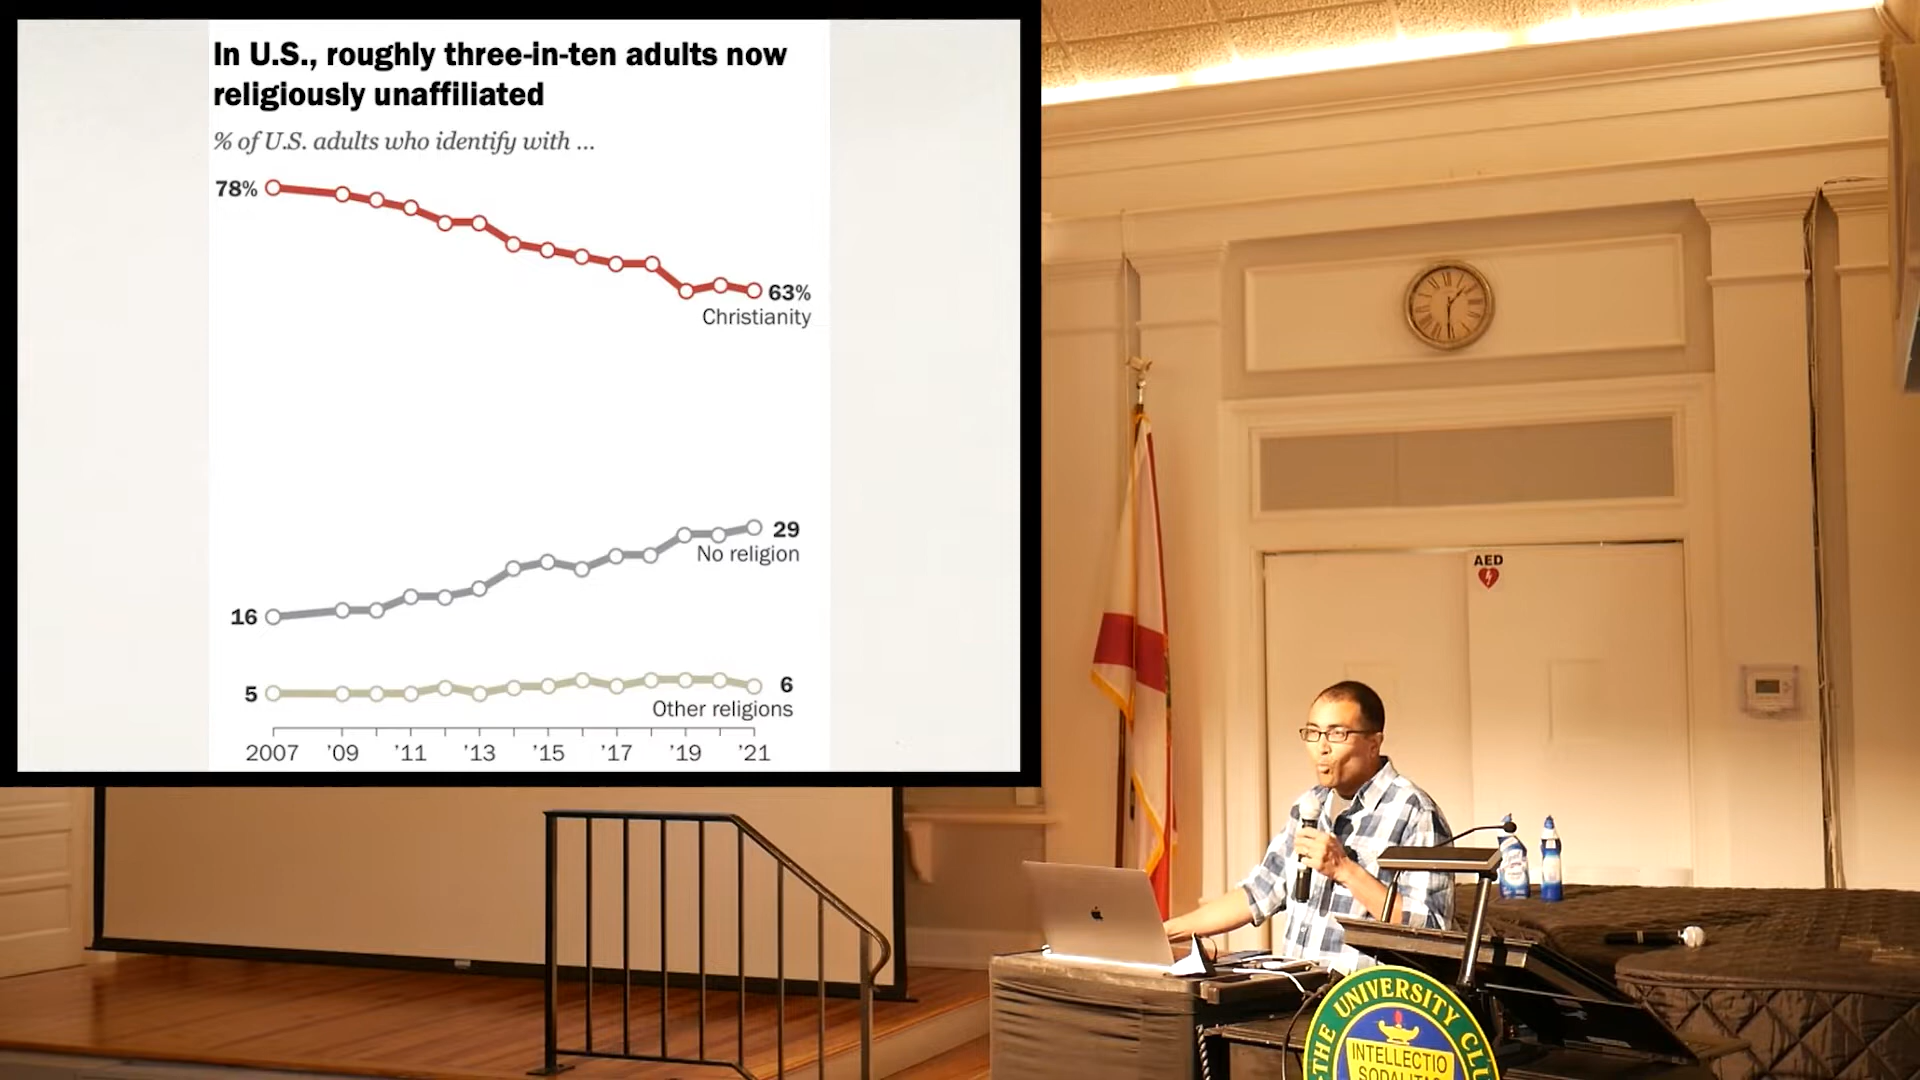 In U.S., roughly three-in-ten adults now
religiously unaffiliated
% of U.S. adults who identify with ...
78%
63%
Christianity
29
No religion
16
5
6
Other religions
2007 '09 '11 '13 '15 '17 '19 '21
AED
THE UNIVERSITY
INTELLECTIO